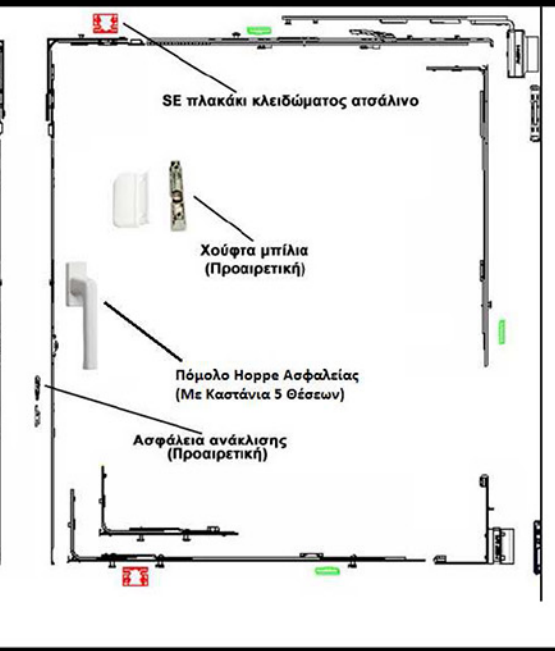 SE πλακάκι κλειδώματος ατσάλινο
Χούφτα μπίλια
(Προαιρετική)
Πόμολο Hoppe Ασφαλείας
(Με Καστάνια 5 Θέσεων)
Ασφάλεια ανάκλισης
(Προαιρετική)